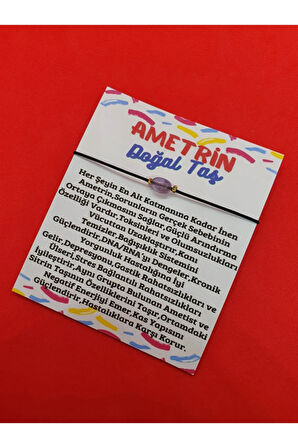 AMETRİN
Doğal Taş
Her Şeyin En Alt Katmanına Kadar İnen
Ametrin,Sorunların Gerçek Sebebinin
Ortaya Çıkmasını Sağlar,Güçlü Arındırma
Özelliği Vardır,Toksinleri ve Olumsuzlukları
Vücuttan Uzaklaştırır,Kanı
Temizler,Bağışıklık Sistemini
Güçlendirir,DNA/RNA'yı Dengeler,Kronik
Yorgunluk Hastalığına İyi
Gelir,Depresyonu,Gastik Rahatsızlıkları ve
Ülseri,Stres Bağlantılı Rahatsızlıkları
İyileştirir,Aynı Grupta Bulunan Ametist ve
Sitrin Taşının Özelliklerini Taşır,Ortamdaki
Negatif Enerjiyi Emer,Kas Yapısını
Güçlendirir,Hastalıklara Karşı Korur.